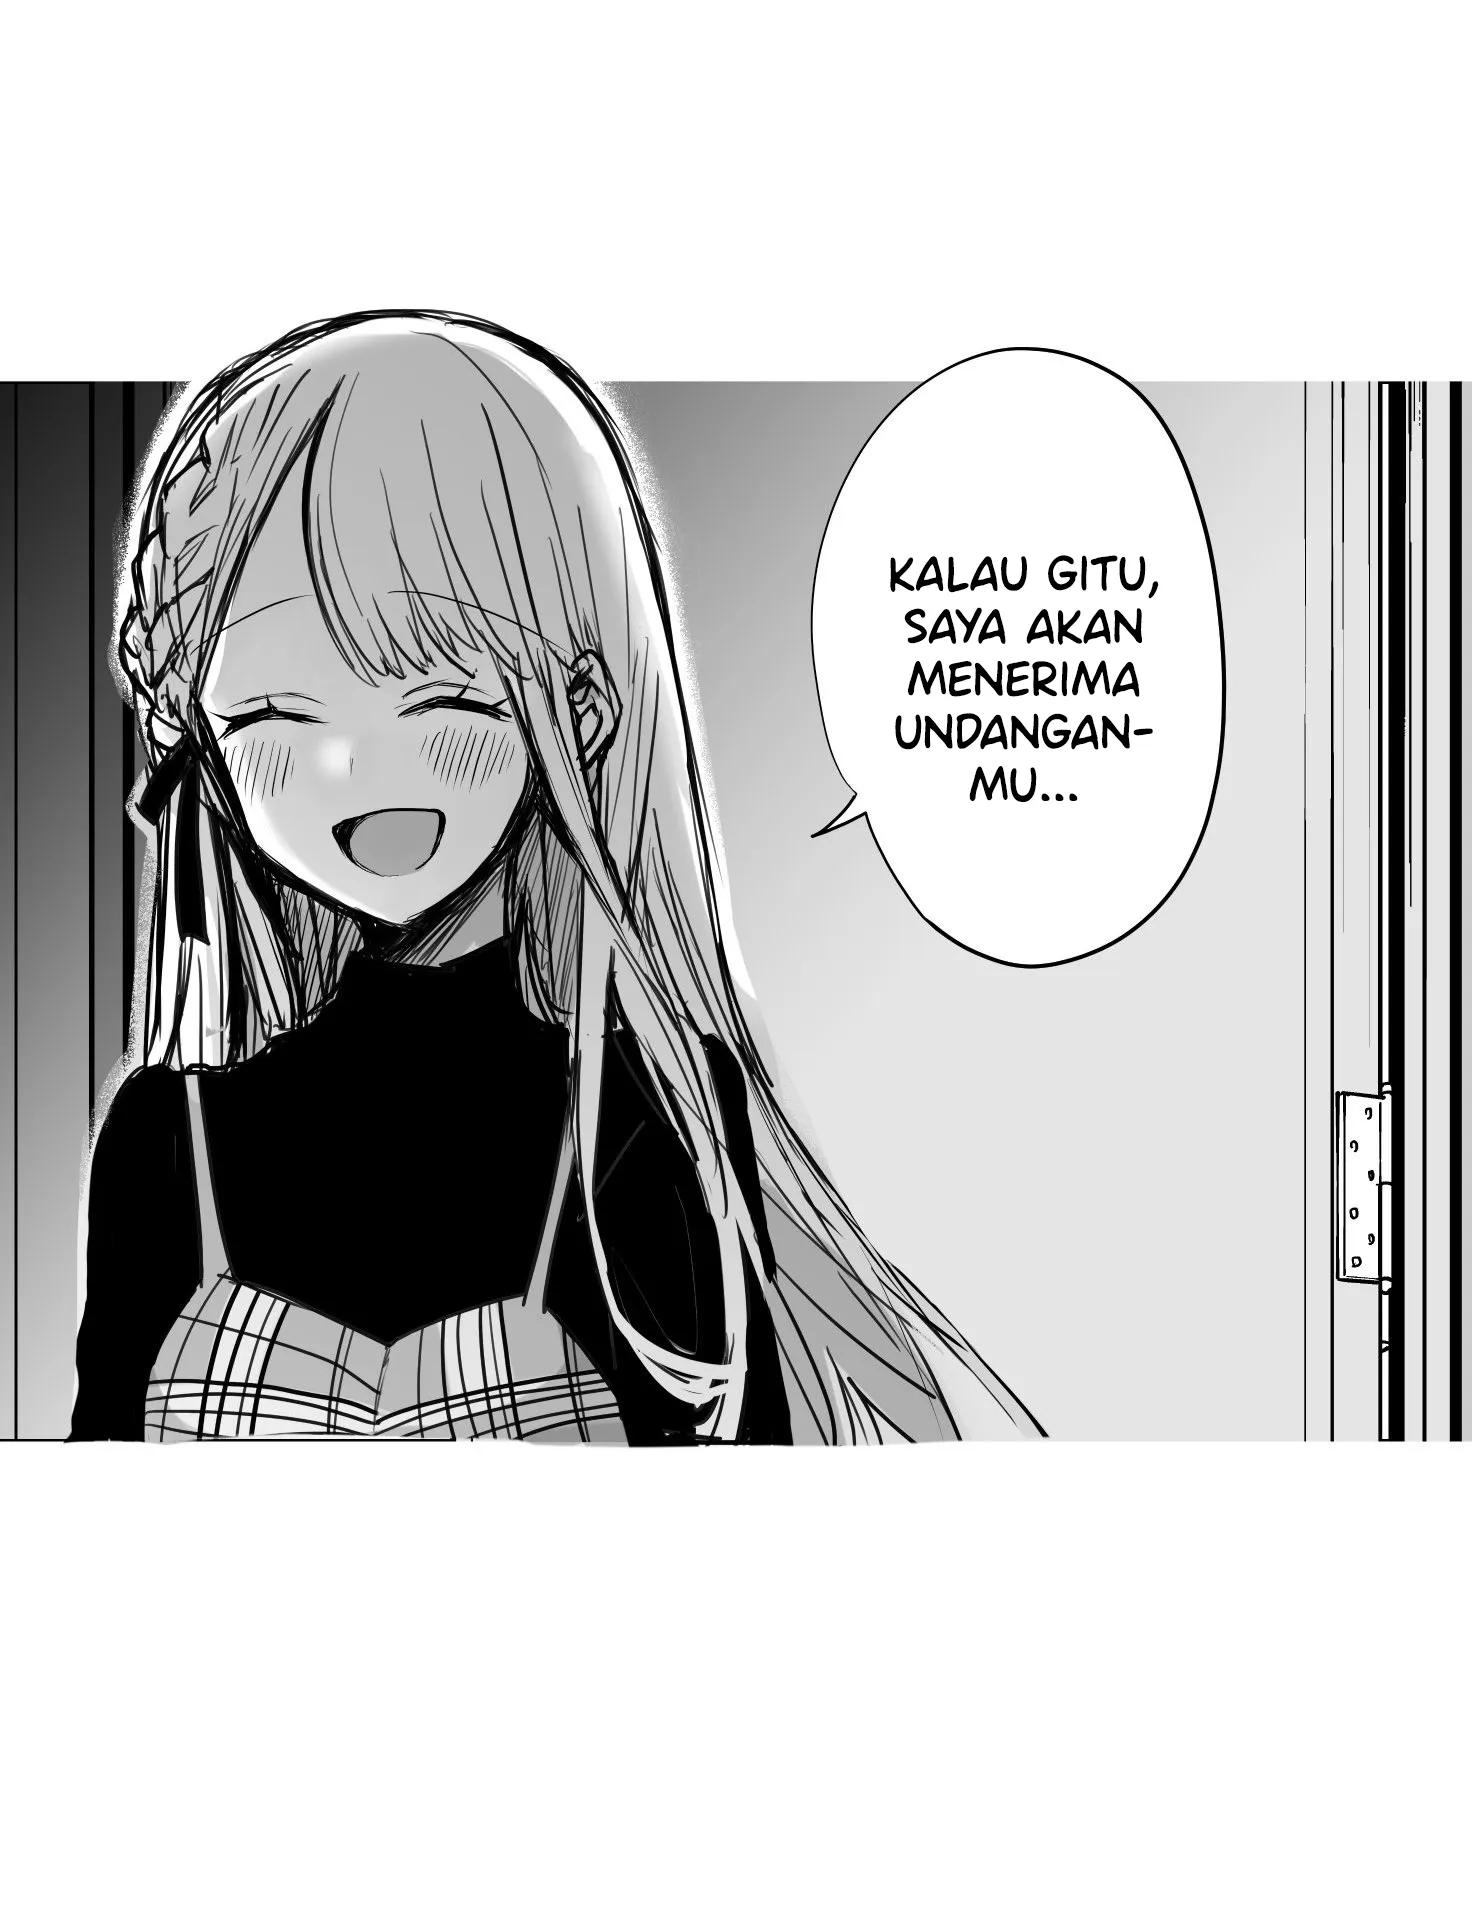 KALAU GITU,
SAYA AKAN
MENERIMA
UNDANGAN-
MU...